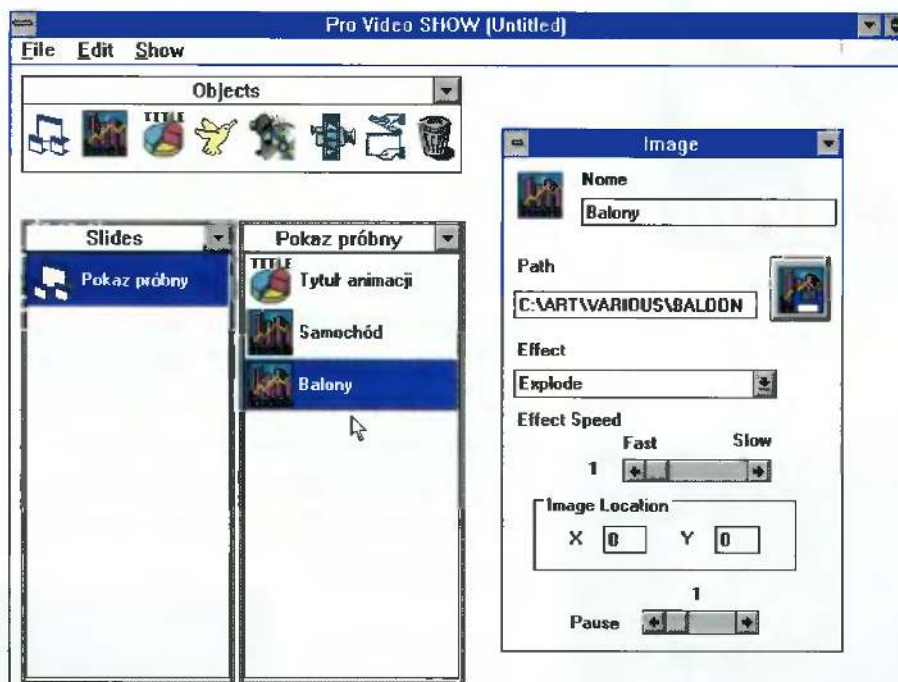 Pro Video SHOW (Untitled)
File Edit Show
Objects
TITLE
Slides
Pokaz próbny
Pokaz próbny
TITLE
Tytuł animacji
Samochód
Balony
Image
Nome
Balony
Path
C:\ART\VARIOUS\BALOON
Effect
Explode
Effect Speed
Fast Slow
1
Image Location
X 0 Y 0
1
Pause